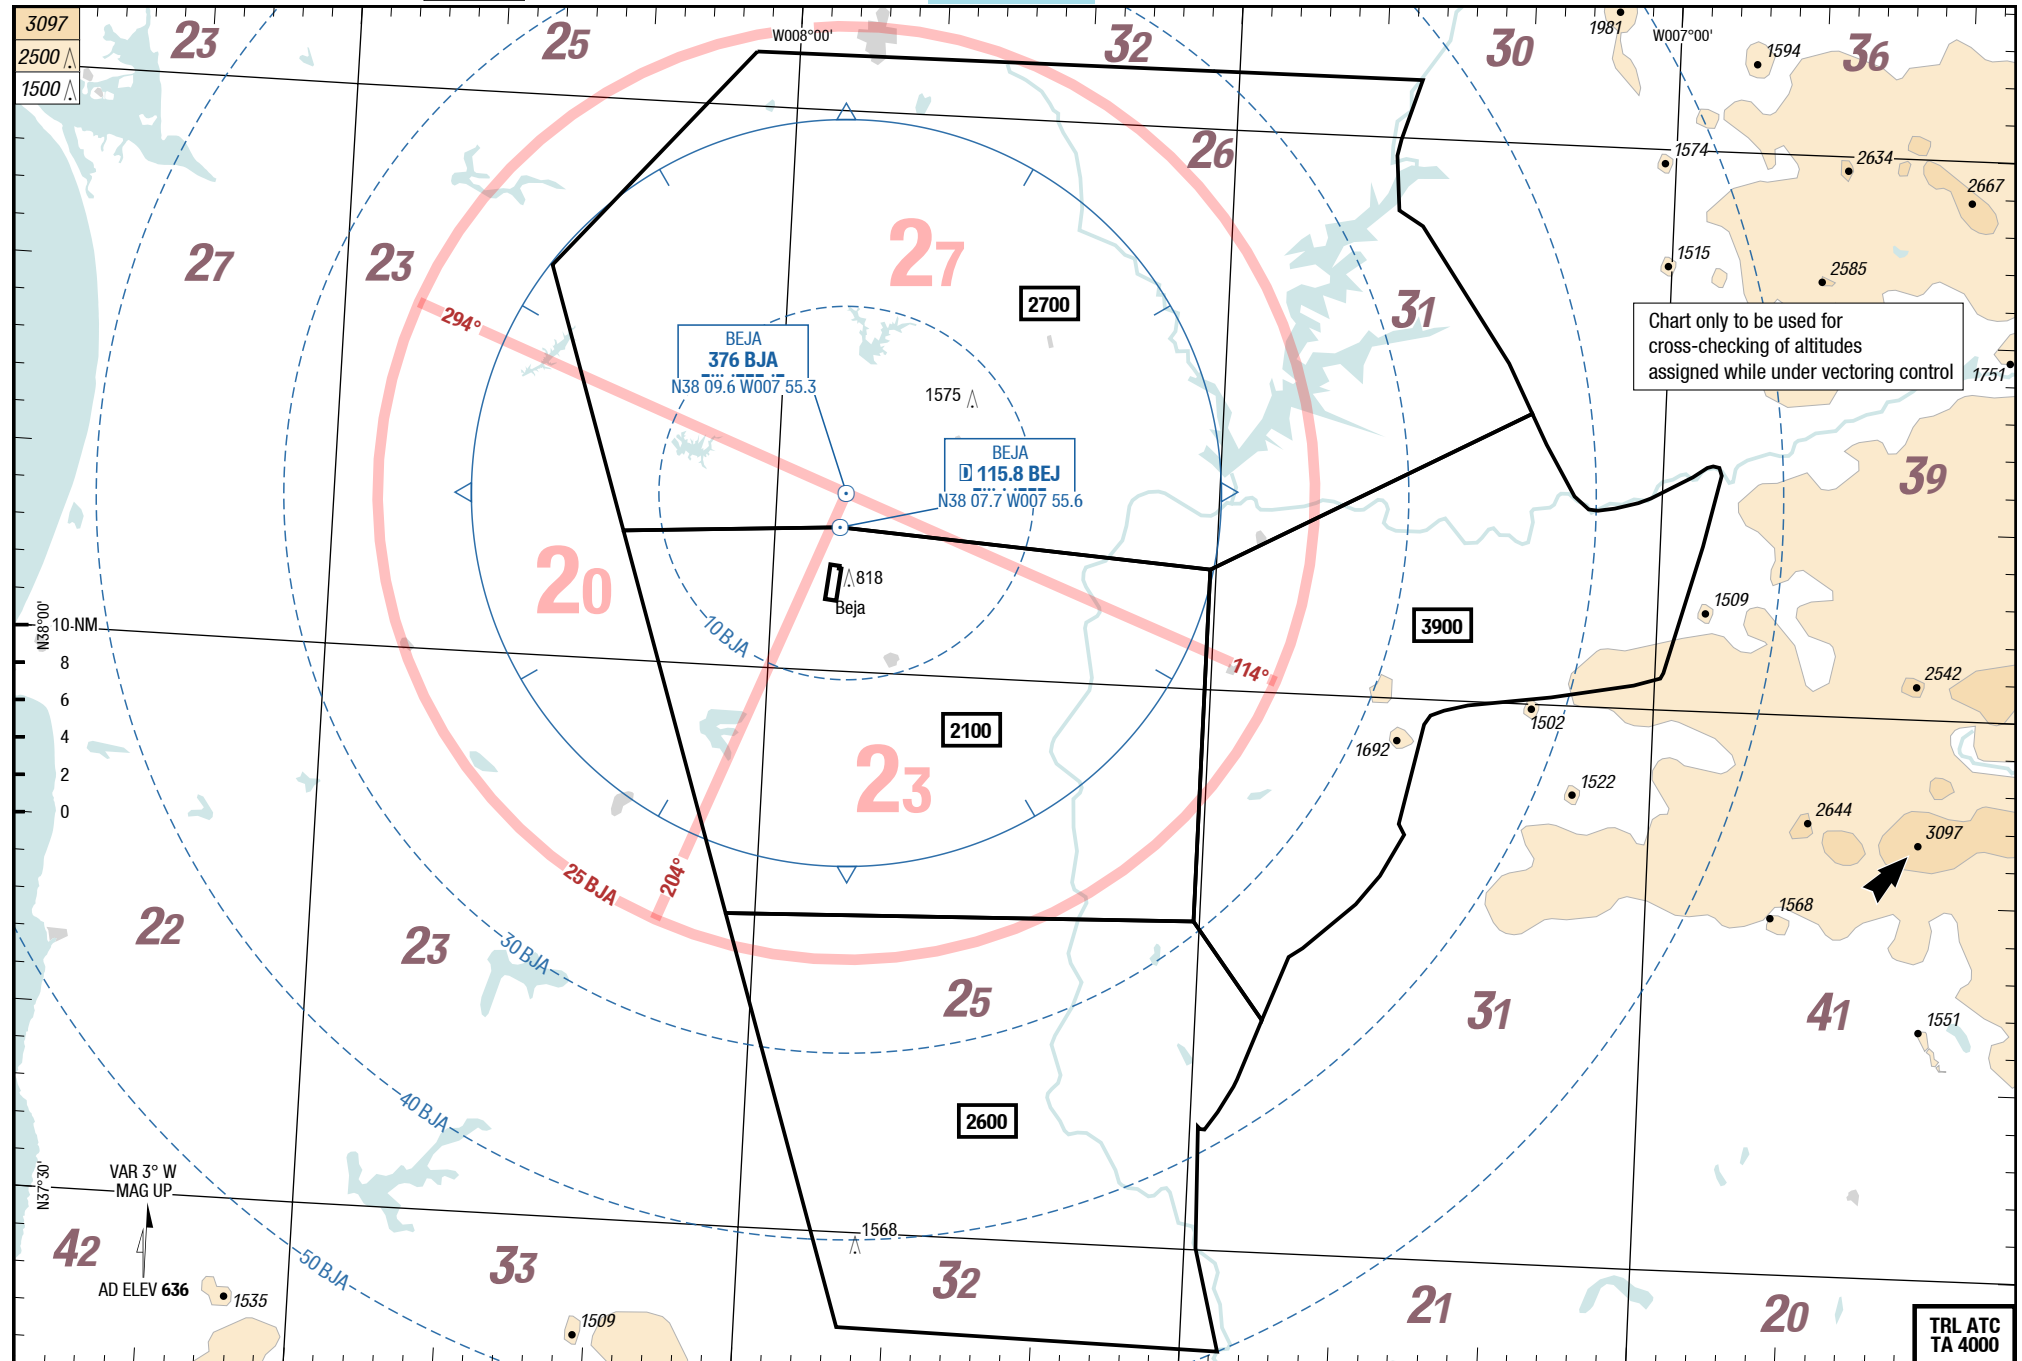 3097
2500
1500
23
25
W008°00'
32
1981
30
W007°00'
1594
36
26
1574
2634
2667
27
23
27
2700
31
1515
2585
294°
BEJA
376 BJA
N38 09.6 W007 55.3
Chart only to be used for
cross-checking of altitudes
assigned while under vectoring control
1751
1575
BEJA
D 115.8 BEJ
N38 07.7 W007 55.6
39
20
818
Beja
N38°00'
10 NM
8
6
4
2
0
10 BJA
3900
1509
114°
2542
2100
1502
1692
23
1522
2644
3097
25 BJA
204°
1568
22
23
30 BJA
25
31
41
1551
40 BJA
2600
N37°30'
VAR 3° W
MAG UP
42
50 BJA
33
1568
32
21
20
AD ELEV 636
1535
1509
TRL ATC
TA 4000